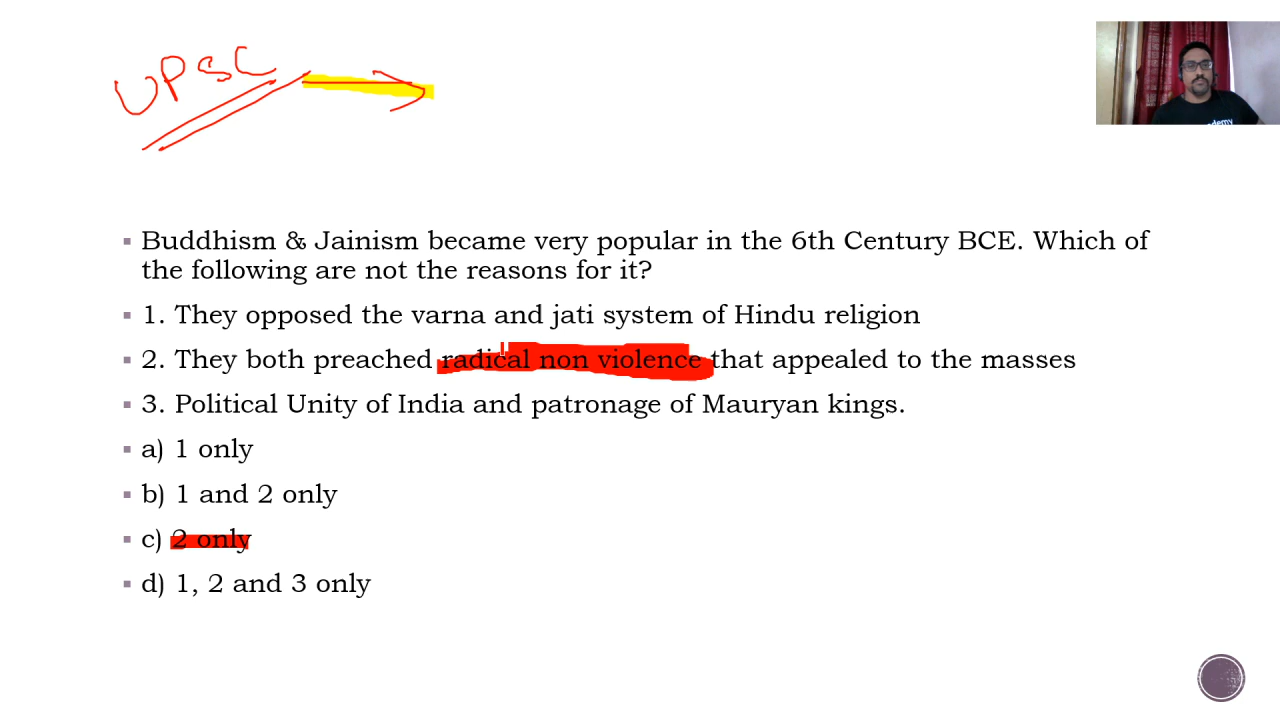 UPSC
demy
Buddhism & Jainism became very popular in the 6th Century BCE. Which of
the following are not the reasons for it?
1. They opposed the varna and jati system of Hindu religion
2. They both preached radical non violence that appealed to the masses
3. Political Unity of India and patronage of Mauryan kings.
a) 1 only
b) 1 and 2 only
c) 2 only
d) 1, 2 and 3 only